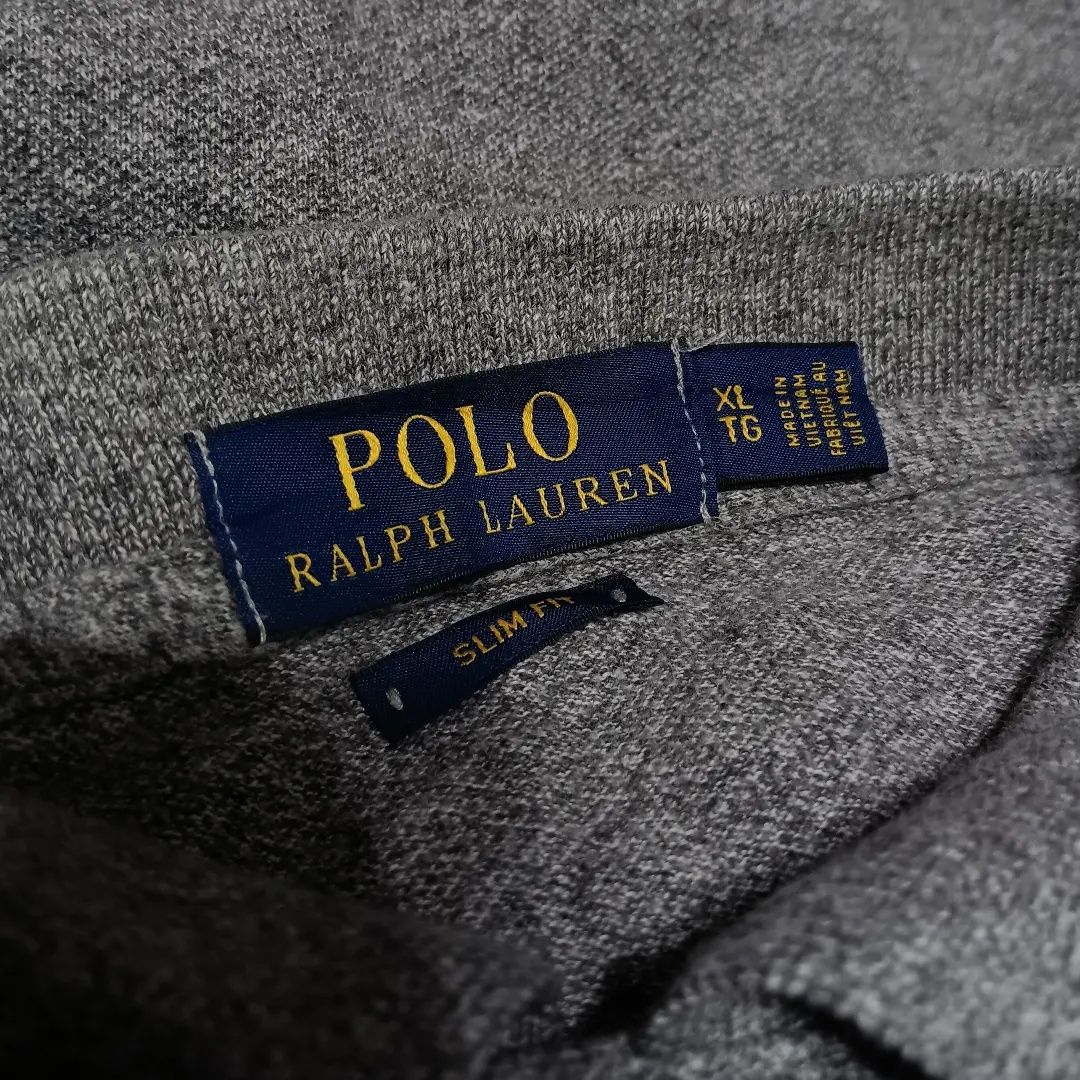 POLO
RALPH LAUREN
XL
TG
MADE IN
VIETNAM
FABRIQUÉ AU
VIÊT NAM
SLIM FIT